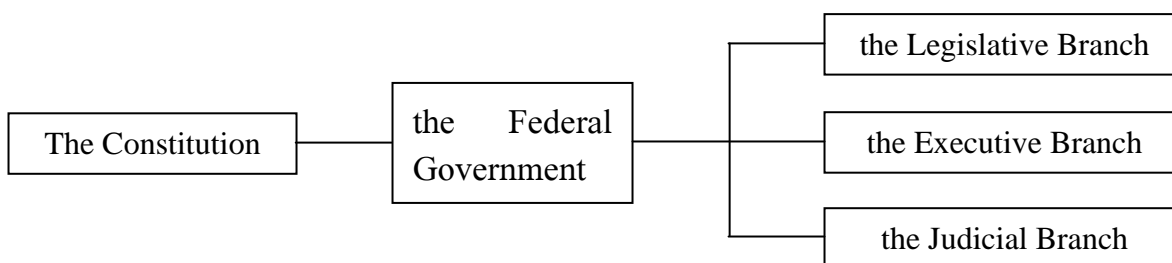 the Legislative Branch
The Constitution
the Federal
Government
the Executive Branch
the Judicial Branch